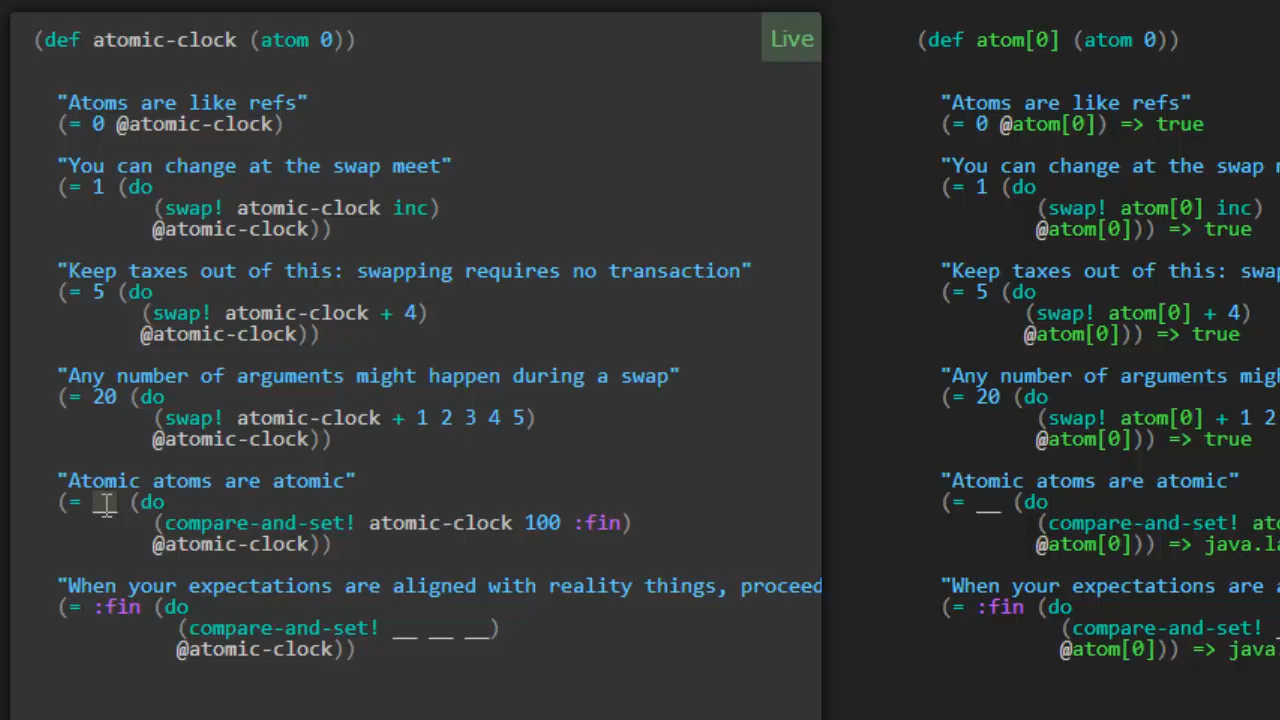 (def atomic-clock (atom 0))
Live
"Atoms are like refs"
(= 0 @atomic-clock)
"You can change at the swap meet"
(= 1 (do
(swap! atomic-clock inc)
@atomic-clock))
"Keep taxes out of this: swapping requires no transaction"
(= 5 (do
(swap! atomic-clock + 4)
@atomic-clock))
"Any number of arguments might happen during a swap"
(= 20 (do
(swap! atomic-clock + 1 2 3 4 5)
@atomic-clock))
"Atomic atoms are atomic"
(= __ (do
(compare-and-set! atomic-clock 100 :fin)
@atomic-clock))
"When your expectations are aligned with reality things, proceed
(= :fin (do
(compare-and-set! __ __ __)
@atomic-clock))
(def atom[0] (atom 0))
"Atoms are like refs"
(= 0 @atom[0]) => true
"You can change at the swap
(= 1 (do
(swap! atom[0] inc)
@atom[0])) => true
"Keep taxes out of this:
(= 5 (do
(swap! atom[0] + 4)
@atom[0])) => true
"Any number of arguments
(= 20 (do
(swap! atom[0] + 1 2
@atom[0])) => true
"Atomic atoms are atomic"
(= __ (do
(compare-and-set!
@atom[0])) => java.
"When your expectations are
(= :fin (do
(compare-and-set!
@atom[0])) => java.